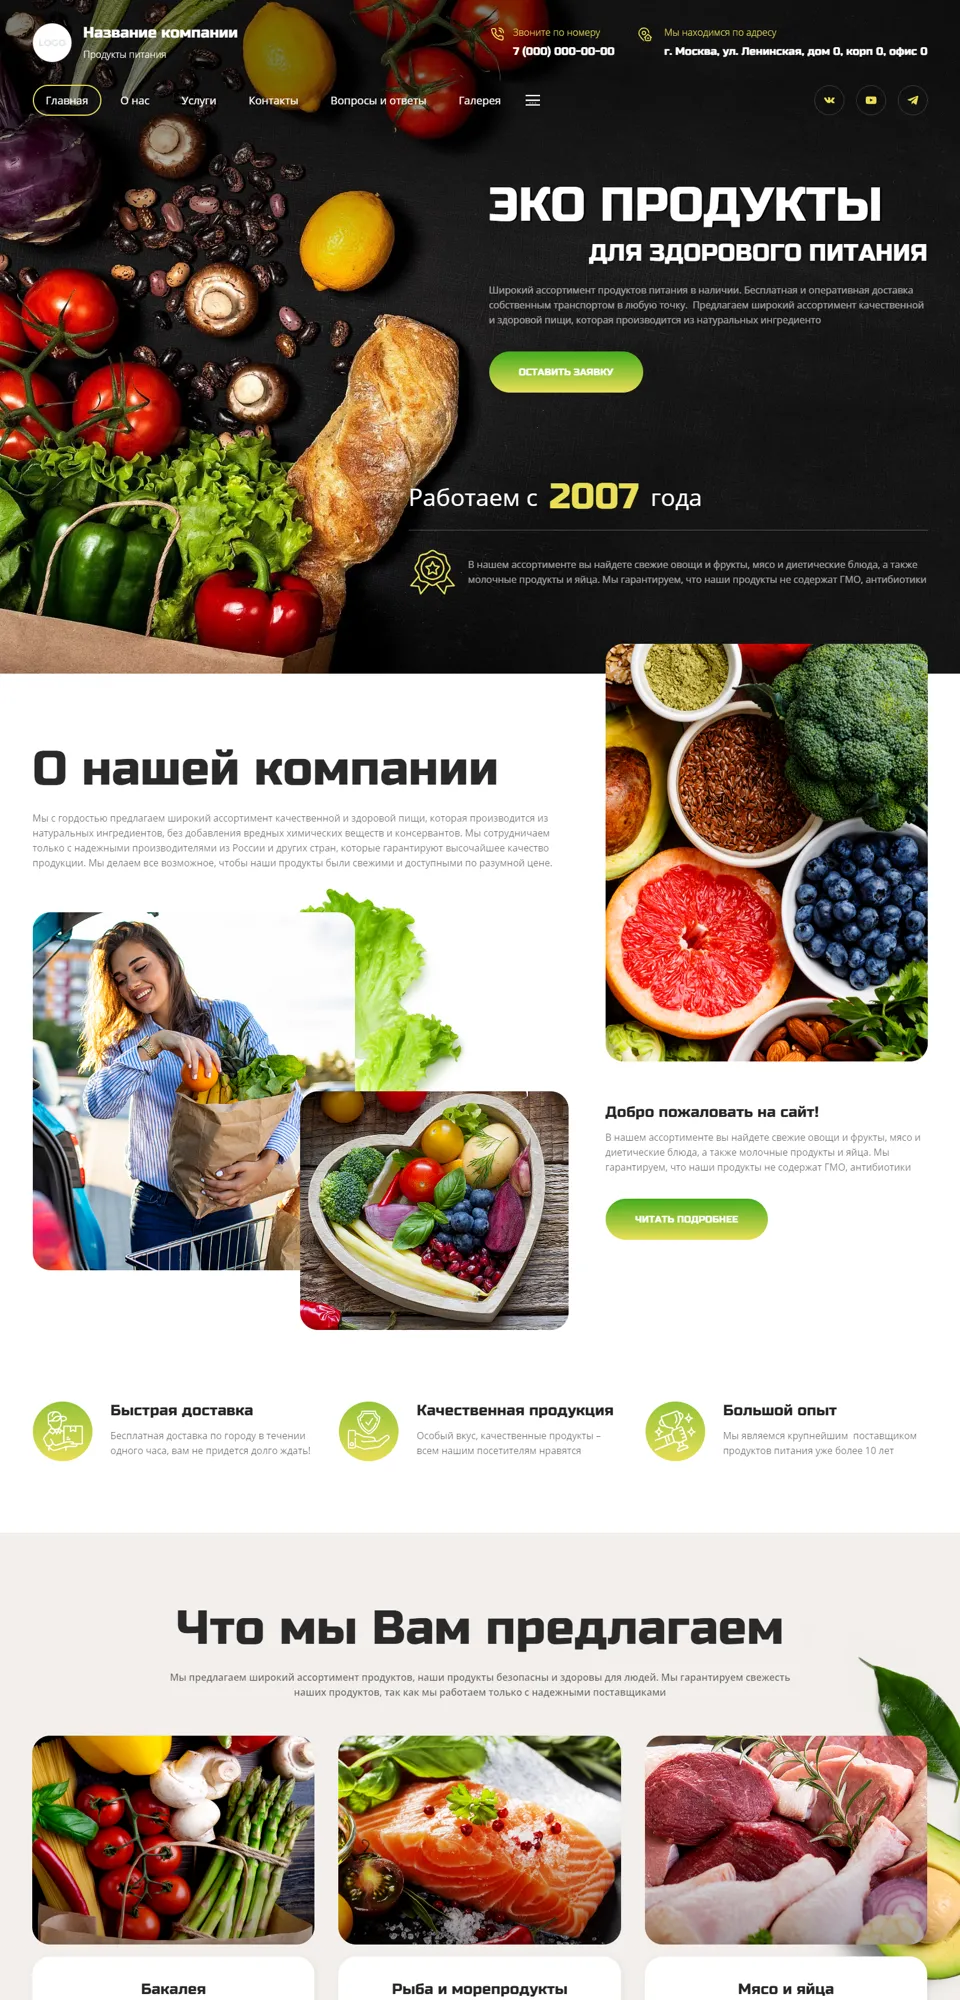 LOGO
Название компании
Продукты питания
Звоните по номеру
7 (000) 000-00-00
Мы находимся по адресу
г. Москва, ул. Ленинская, дом 0, корп 0, офис 0
Главная
О нас
Услуги
Контакты
Вопросы и ответы
Галерея
ЭКО ПРОДУКТЫ
ДЛЯ ЗДОРОВОГО ПИТАНИЯ
Широкий ассортимент продуктов питания в наличии. Бесплатная и оперативная доставка
собственным транспортом в любую точку. Предлагаем широкий ассортимент качественной
и здоровой пищи, которая производится из натуральных ингредиенто
ОСТАВИТЬ ЗАЯВКУ
Работаем с 2007 года
В нашем ассортименте вы найдете свежие овощи и фрукты, мясо и диетические блюда, а также
молочные продукты и яйца. Мы гарантируем, что наши продукты не содержат ГМО, антибиотики
О нашей компании
Мы с гордостью предлагаем широкий ассортимент качественной и здоровой пищи, которая производится из
натуральных ингредиентов, без добавления вредных химических веществ и консервантов. Мы сотрудничаем
только с надежными производителями из России и других стран, которые гарантируют высочайшее качество
продукции. Мы делаем все возможное, чтобы наши продукты были свежими и доступными по разумной цене.
Добро пожаловать на сайт!
В нашем ассортименте вы найдете свежие овощи и фрукты, мясо и
диетические блюда, а также молочные продукты и яйца. Мы
гарантируем, что наши продукты не содержат ГМО, антибиотики
ЧИТАТЬ ПОДРОБНЕЕ
Быстрая доставка
Бесплатная доставка по городу в течении
одного часа, вам не придется долго ждать!
Качественная продукция
Особый вкус, качественные продукты –
всем нашим посетителям нравятся
Большой опыт
Мы являемся крупнейшим поставщиком
продуктов питания уже более 10 лет
Что мы Вам предлагаем
Мы предлагаем широкий ассортимент продуктов, наши продукты безопасны и здоровы для людей. Мы гарантируем свежесть
наших продуктов, так как мы работаем только с надежными поставщиками
Бакалея
Рыба и морепродукты
Мясо и яйца